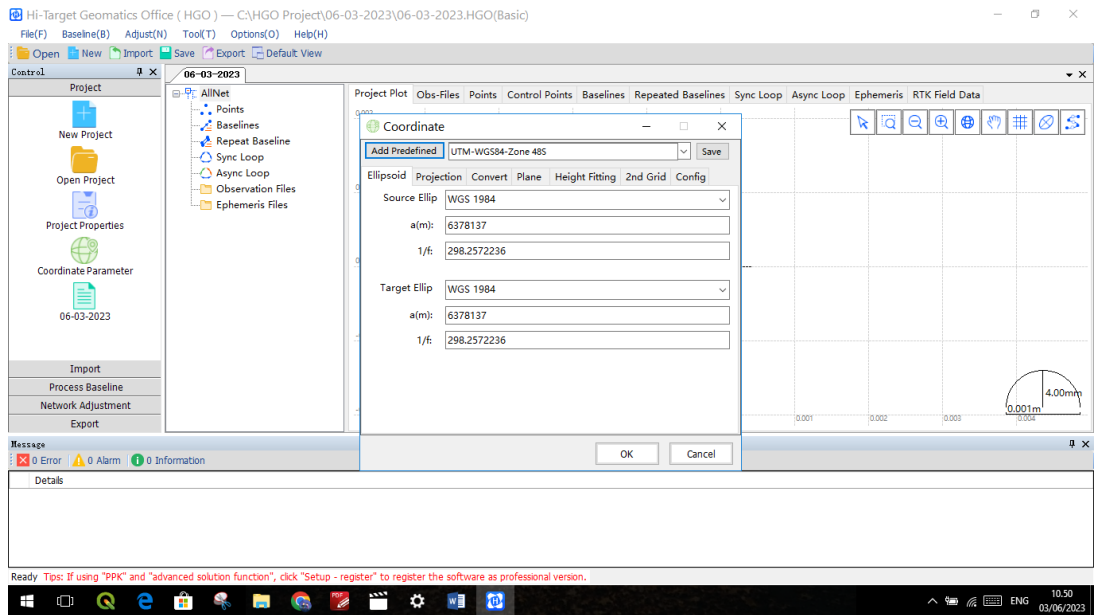 Hi-Target Geomatics Office ( HGO ) — C:\HGO Project\06-03-2023\06-03-2023.HGO(Basic)
File(F) Baseline(B) Adjust(N) Tool(T) Options(O) Help(H)
Open New Import Save Export Default View
Control
Project
New Project
Open Project
Project Properties
Coordinate Parameter
06-03-2023
Import
Process Baseline
Network Adjustment
Export
06-03-2023
AllNet
Points
Baselines
Repeat Baseline
Sync Loop
Async Loop
Observation Files
Ephemeris Files
Project Plot Obs-Files Points Control Points Baselines Repeated Baselines Sync Loop Async Loop Ephemeris RTK Field Data
Coordinate
Add Predefined UTM-WGS84-Zone 48S Save
Ellipsoid Projection Convert Plane Height Fitting 2nd Grid Config
Source Ellip WGS 1984
a(m): 6378137
1/f: 298.2572236
Target Ellip WGS 1984
a(m): 6378137
1/f: 298.2572236
OK Cancel
4.00mm
0.001m
0.001 0.002 0.003 0.004
Message
0 Error 0 Alarm 0 Information
Details
Ready Tips: If using "PPK" and "advanced solution function", click "Setup - register" to register the software as professional version.
PDF
ENG
10.50
03/06/2023